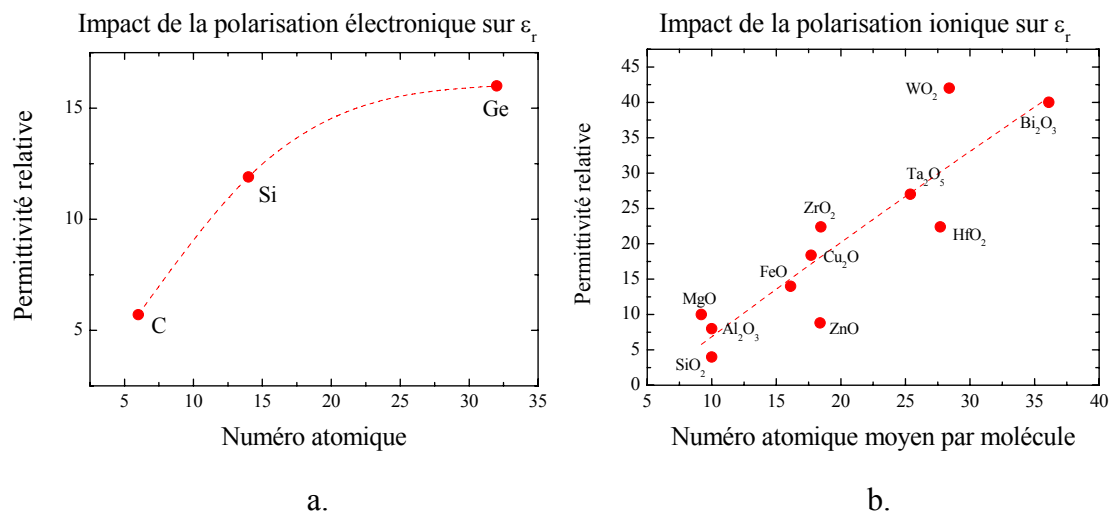 Impact de la polarisation électronique sur εr
Permittivité relative
15
10
5
Ge
Si
C
5 10 15 20 25 30 35
Numéro atomique
a.
Impact de la polarisation ionique sur εr
Permittivité relative
45
40
35
30
25
20
15
10
5
0
WO2
Bi2O3
Ta2O5
ZrO2
HfO2
Cu2O
FeO
MgO
Al2O3
ZnO
SiO2
5 10 15 20 25 30 35 40
Numéro atomique moyen par molécule
b.